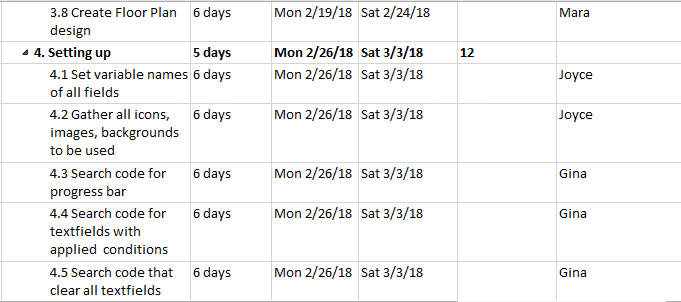 3.8 Create Floor Plan 6 days Mon 2/19/18 Sat 2/24/18 Mara
design
4. Setting up 5 days Mon 2/26/18 Sat 3/3/18 12
4.1 Set variable names 6 days Mon 2/26/18 Sat 3/3/18 Joyce
of all fields
4.2 Gather all icons, 6 days Mon 2/26/18 Sat 3/3/18 Joyce
images, backgrounds
to be used
4.3 Search code for 6 days Mon 2/26/18 Sat 3/3/18 Gina
progress bar
4.4 Search code for 6 days Mon 2/26/18 Sat 3/3/18 Gina
textfields with
applied conditions
4.5 Search code that 6 days Mon 2/26/18 Sat 3/3/18 Gina
clear all textfields